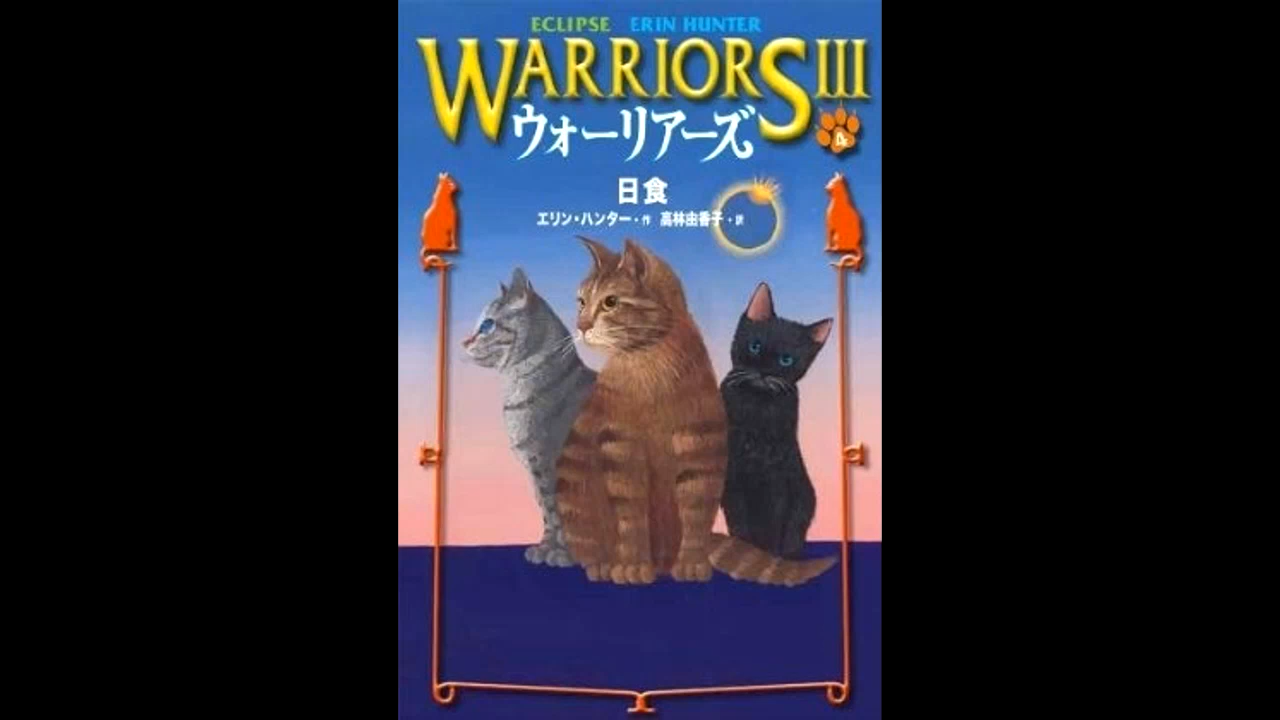 ECLIPSE ERIN HUNTER
WARRIORS III
ウォーリアーズ
4
日食
エリン・ハンター・作 高林由香子・訳